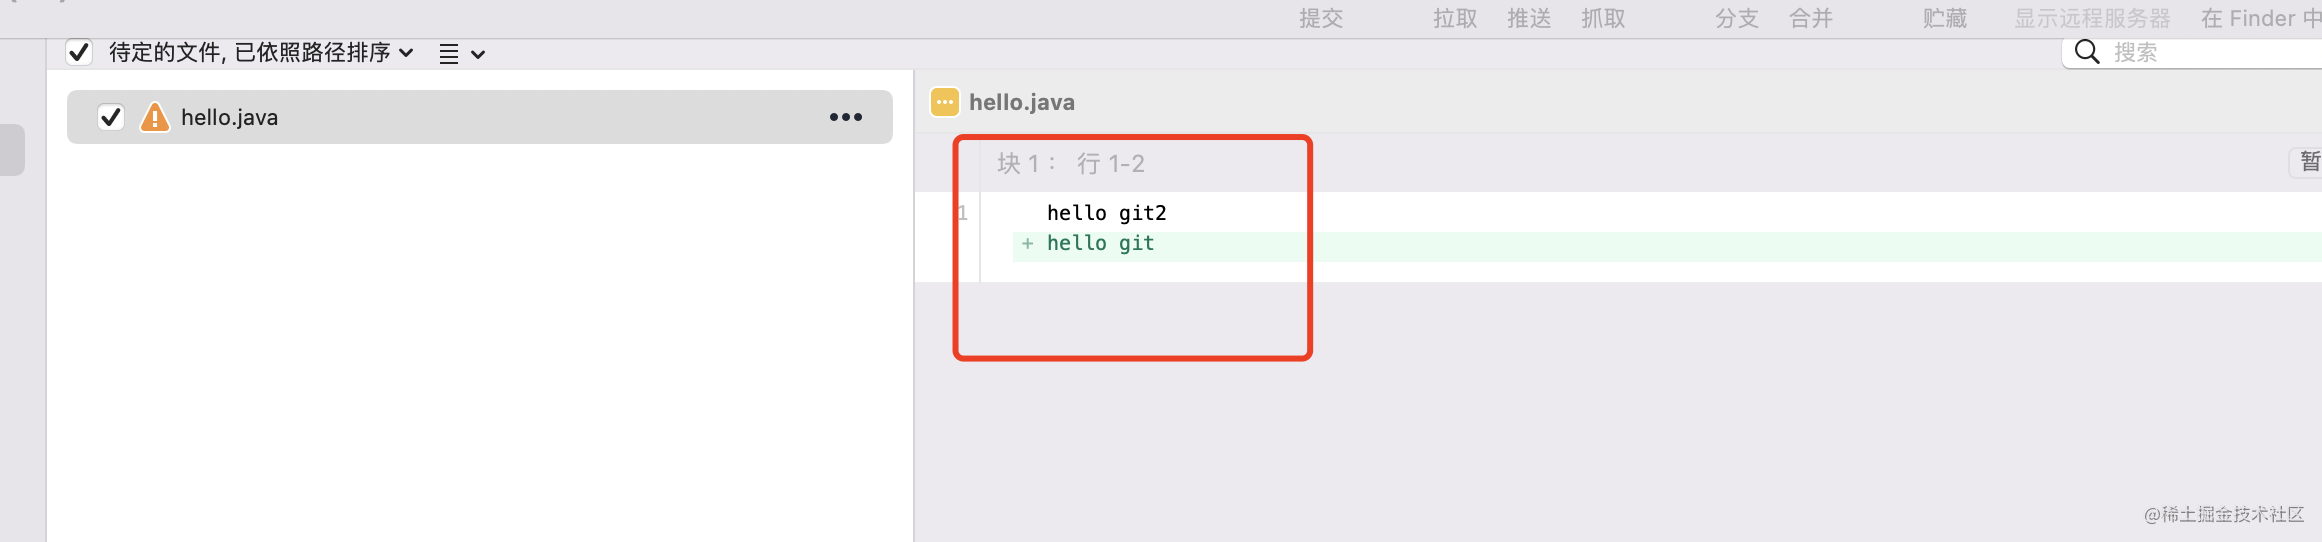 提交 拉取 推送 抓取 分支 合并 贮藏 显示远程服务器 在 Finder 中
待定的文件, 已依照路径排序
搜索
hello.java
hello.java
块 1： 行 1-2
暂
1 hello git2
+ hello git
@稀土掘金技术社区